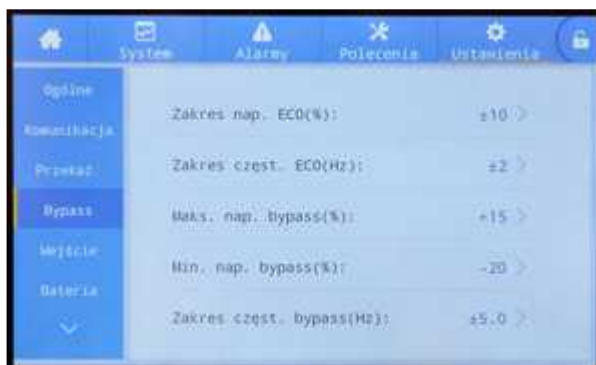 System Alarmy Polecenia Ustawienia
Ogólne
Komunikacja
Przekaź
Bypass
Wejście
Bateria
Zakres nap. ECO(%): ±10
Zakres częst. ECO(Hz): ±2
Maks. nap. bypass(%): +15
Min. nap. bypass(%): -20
Zakres częst. bypass(Hz): ±5.0